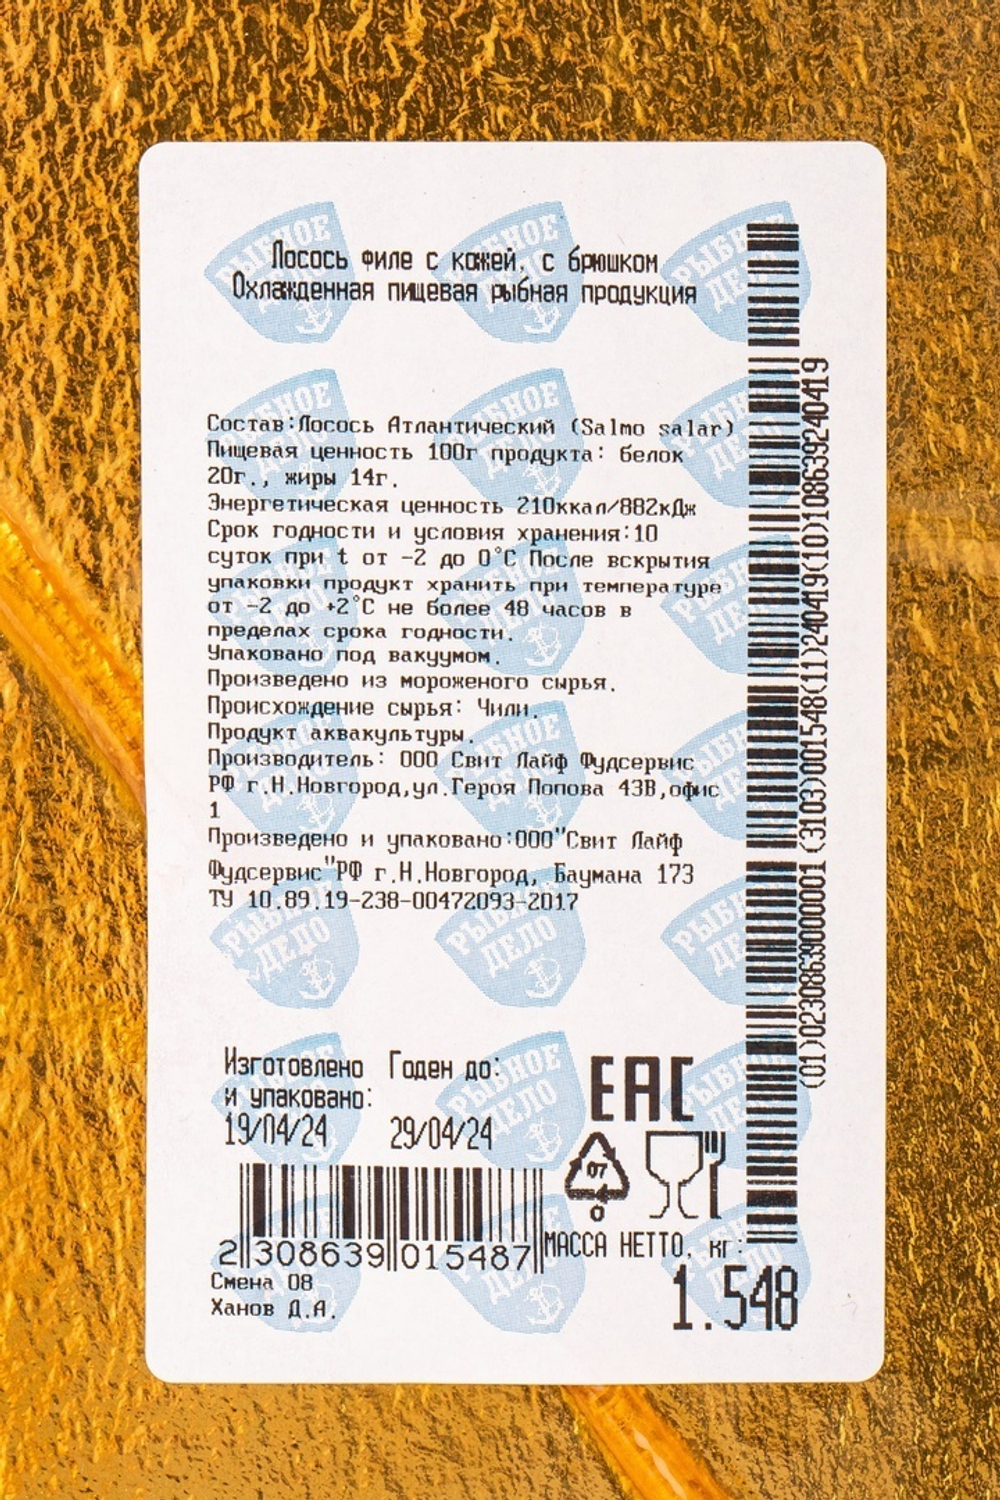 Лосось филе с кожей, с брюшком
Охлажденная пищевая рыбная продукция
Состав:Лосось Атлантический (Salmo salar)
Пищевая ценность 100г продукта: белок
20г., жиры 14г.
Энергетическая ценность 210ккал/882кДж
Срок годности и условия хранения:10
суток при t от -2 до 0°C После вскрытия
упаковки продукт хранить при температуре
от -2 до +2°C не более 48 часов в
пределах срока годности.
Упаковано под вакуумом.
Произведено из мороженого сырья.
Происхождение сырья: Чили.
Продукт аквакультуры.
Производитель: ООО Свит Лайф Фудсервис
РФ г.Н.Новгород,ул.Героя Попова 43В,офис
1
Произведено и упаковано:ООО"Свит Лайф
Фудсервис"РФ г.Н.Новгород, Баумана 173
ТУ 10.89.19-238-00472093-2017
Изготовлено Годен до:
и упаковано:
19/04/24 29/04/24
EAC
07
0
2 308639 015487
МАССА НЕТТО, кг:
1.548
Смена 08
Ханов Д.А.
(01)02308639000001 (3103)001548(11)240419(10)108639240419
РЫБНОЕ
ДЕЛО